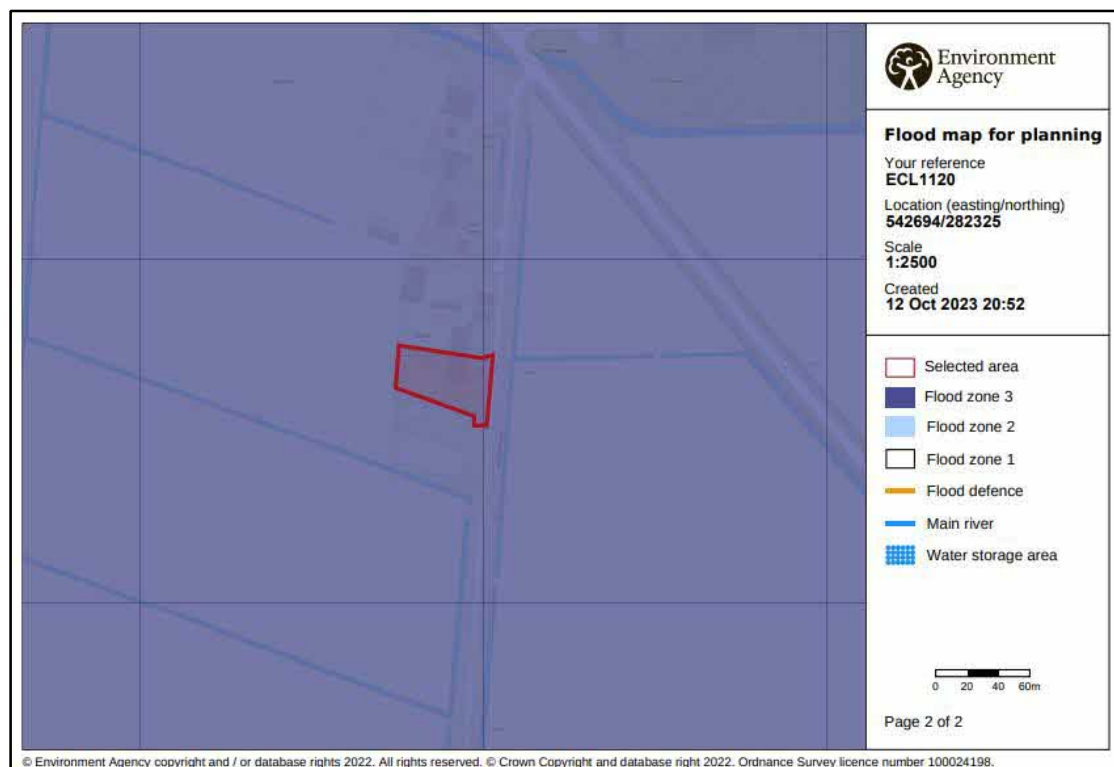 Environment
Agency
Flood map for planning
Your reference
ECL1120
Location (easting/northing)
542694/282325
Scale
1:2500
Created
12 Oct 2023 20:52
Selected area
Flood zone 3
Flood zone 2
Flood zone 1
Flood defence
Main river
Water storage area
0 20 40 60m
Page 2 of 2
© Environment Agency copyright and / or database rights 2022. All rights reserved. © Crown Copyright and database right 2022. Ordnance Survey licence number 100024198.